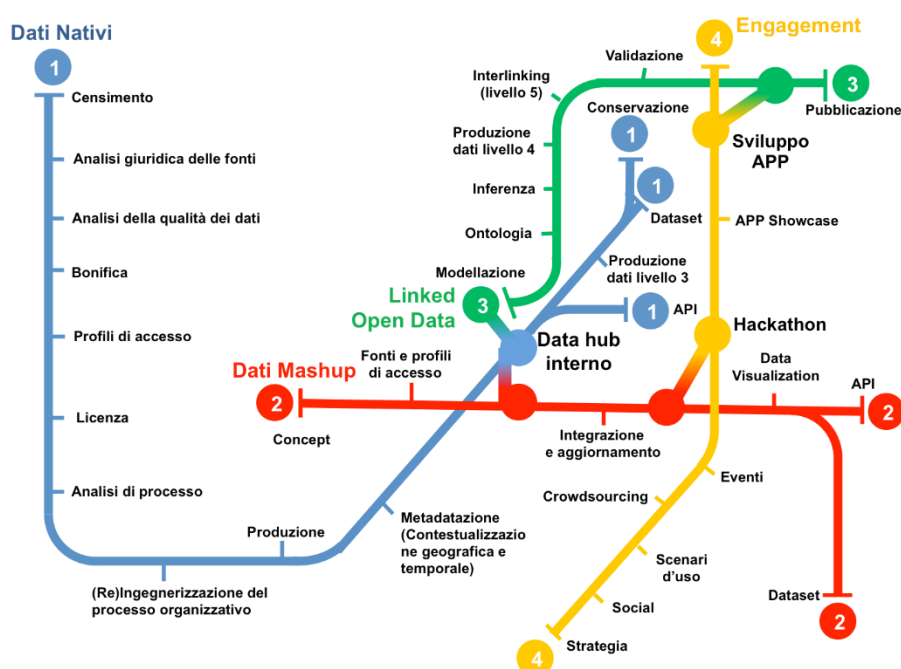 Dati Nativi
1
Censimento
Analisi giuridica delle fonti
Analisi della qualità dei dati
Bonifica
Profili di accesso
Licenza
Analisi di processo
(Re)Ingegnerizzazione del
processo organizzativo
Produzione
Metadatazione
(Contestualizzazio
ne geografica e
temporale)
Data hub
interno
Produzione
dati livello 3
Dataset
1
Conservazione
1
1
API
Dati Mashup
2
Concept
Fonti e profili
di accesso
Integrazione
e aggiornamento
Data
Visualization
API
2
Dataset
2
Linked
Open Data
3
Modellazione
Ontologia
Inferenza
Produzione
dati livello 4
Interlinking
(livello 5)
Validazione
3
Pubblicazione
Engagement
4
Sviluppo
APP
APP Showcase
Hackathon
Eventi
Crowdsourcing
Scenari
d'uso
Social
Strategia
4